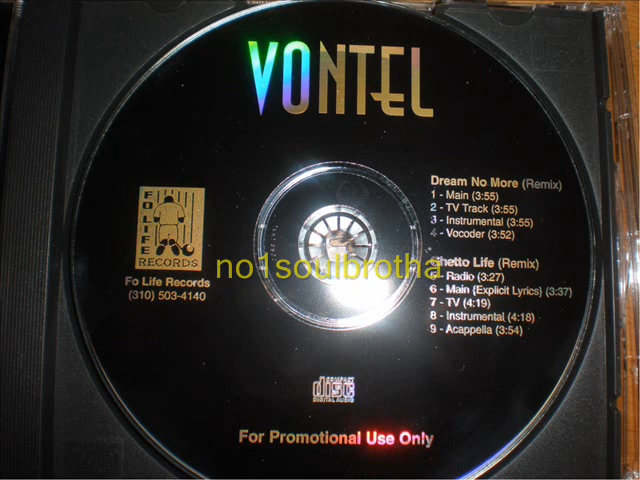 VONTEL
Dream No More (Remix)
1 - Main (3:55)
2 - TV Track (3:55)
3 - Instrumental (3:55)
4 - Vocoder (3:52)
Ghetto Life (Remix)
5 - Radio (3:27)
6 - Main {Explicit Lyrics} (3:37)
7 - TV (4:19)
8 - Instrumental (4:18)
9 - Acappella (3:54)
FO LIFE
RECORDS
Fo Life Records
(310) 503-4140
no1soulbrotha
COMPACT
disc
DIGITAL AUDIO
For Promotional Use Only